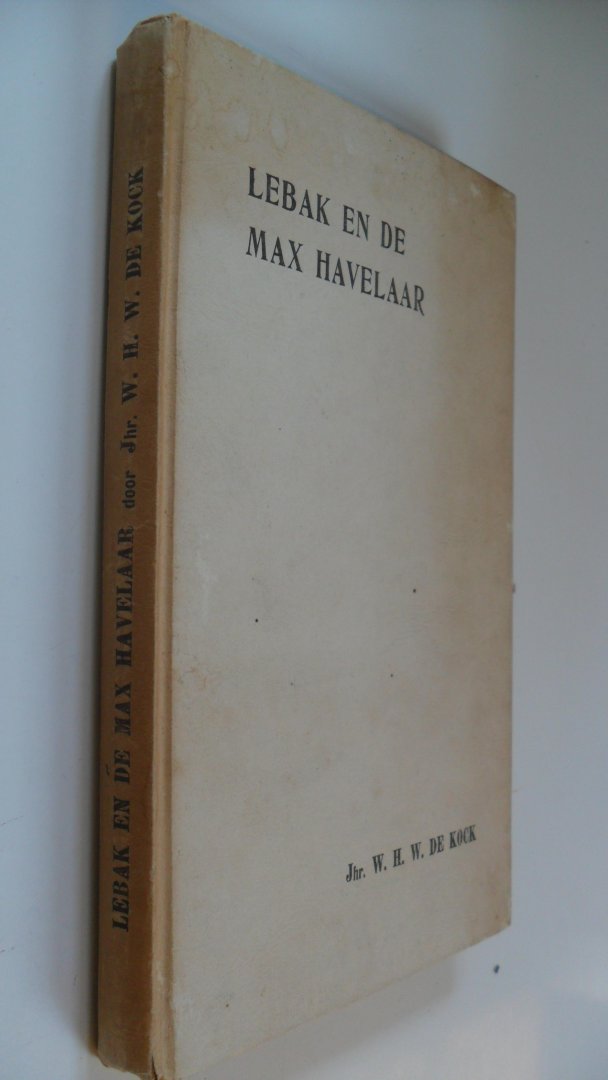 LEBAK EN DE
MAX HAVELAAR
Jhr. W. H. W. DE KOCK
LEBAK EN DE MAX HAVELAAR door Jhr. W. H. W. DE KOCK